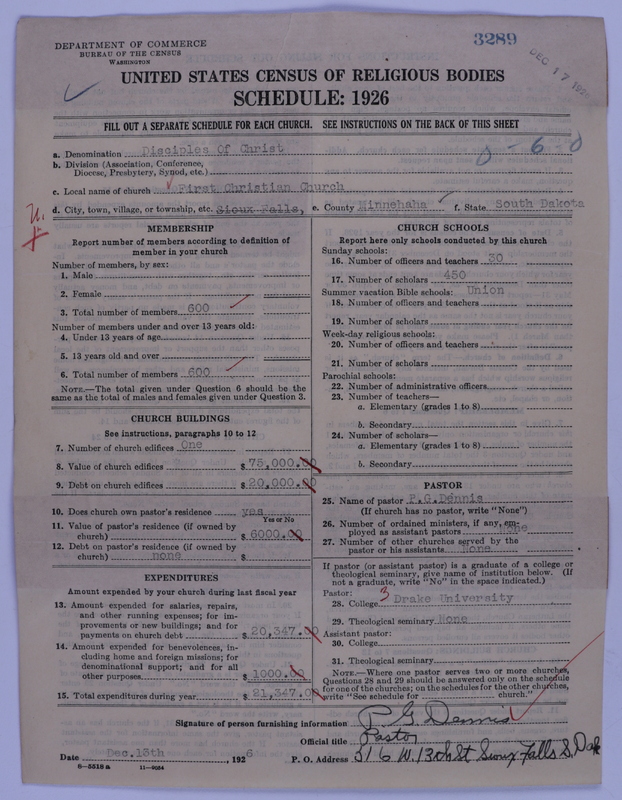 DEPARTMENT OF COMMERCE
BUREAU OF THE CENSUS
WASHINGTON
3289
DEC 17 192
UNITED STATES CENSUS OF RELIGIOUS BODIES
SCHEDULE: 1926
FILL OUT A SEPARATE SCHEDULE FOR EACH CHURCH. SEE INSTRUCTIONS ON THE BACK OF THIS SHEET
0-6-0
a. Denomination Disciples Of Christ
b. Division (Association, Conference,
Diocese, Presbytery, Synod, etc.)
c. Local name of church First Christian Church
d. City, town, village, or township, etc. Sioux Falls, e. County Minnehaha f. State South Dakota
MEMBERSHIP
Report number of members according to definition of
member in your church
Number of members, by sex:
1. Male
2. Female
3. Total number of members 600
Number of members under and over 13 years old:
4. Under 13 years of age
5. 13 years old and over
6. Total number of members 600
NOTE.—The total given under Question 6 should be the
same as the total of males and females given under Question 3.
CHURCH BUILDINGS
See instructions, paragraphs 10 to 12
7. Number of church edifices One
8. Value of church edifices $75,000.00
9. Debt on church edifices $20,000.00
10. Does church own pastor's residence yes
Yes or No
11. Value of pastor's residence (if owned by
church) $6000.00
12. Debt on pastor's residence (if owned by
church) none $
EXPENDITURES
Amount expended by your church during last fiscal year
13. Amount expended for salaries, repairs,
and other running expenses; for im-
provements or new buildings; and for
payments on church debt $20,347.00
14. Amount expended for benevolences, in-
cluding home and foreign missions; for
denominational support; and for all
other purposes $1000.00
15. Total expenditures during year $21,347.00
CHURCH SCHOOLS
Report here only schools conducted by this church
Sunday schools:
16. Number of officers and teachers 30
17. Number of scholars 450
Summer vacation Bible schools: Union
18. Number of officers and teachers
19. Number of scholars
Week-day religious schools:
20. Number of officers and teachers
21. Number of scholars
Parochial schools:
22. Number of administrative officers
23. Number of teachers—
a. Elementary (grades 1 to 8)
b. Secondary
24. Number of scholars—
a. Elementary (grades 1 to 8)
b. Secondary
PASTOR
25. Name of pastor P.G.Dennis
(If church has no pastor, write "None")
26. Number of ordained ministers, if any, em-
ployed as assistant pastors None
27. Number of other churches served by the
pastor or his assistants None
If pastor (or assistant pastor) is a graduate of a college or
theological seminary, give name of institution below. (If
not a graduate, write "No" in the space indicated.)
Pastor: 3
28. College Drake University
29. Theological seminary None
Assistant pastor:
30. College
31. Theological seminary
NOTE.—Where one pastor serves two or more churches,
Questions 28 and 29 should be answered only on the schedule
for one of the churches; on the schedules for the other churches,
write "See schedule for church."
Signature of person furnishing information P G Dennis
Official title Pastor
Date Dec.13th, 1926
P. O. Address 316 W. 13th St Sioux Falls S. Dak
8—5518 a 11—9034